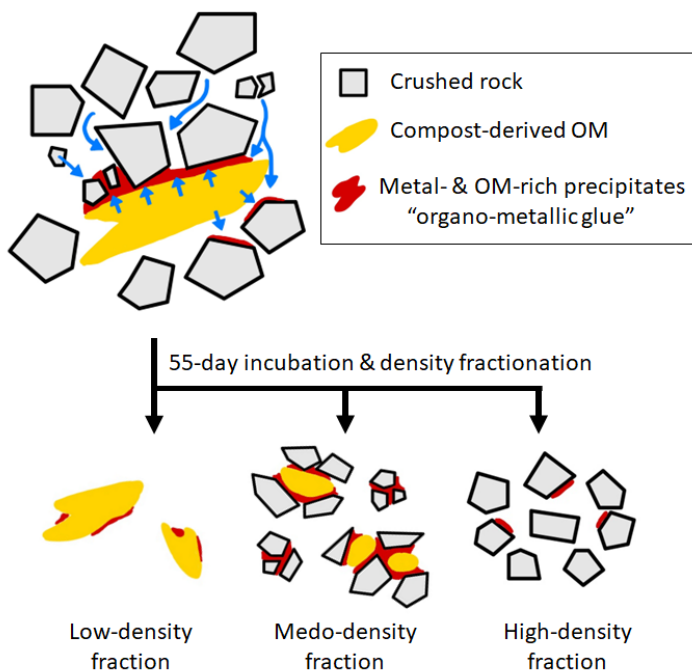 Crushed rock
Compost-derived OM
Metal- & OM-rich precipitates
“organo-metallic glue”
55-day incubation & density fractionation
Low-density
fraction
Medo-density
fraction
High-density
fraction